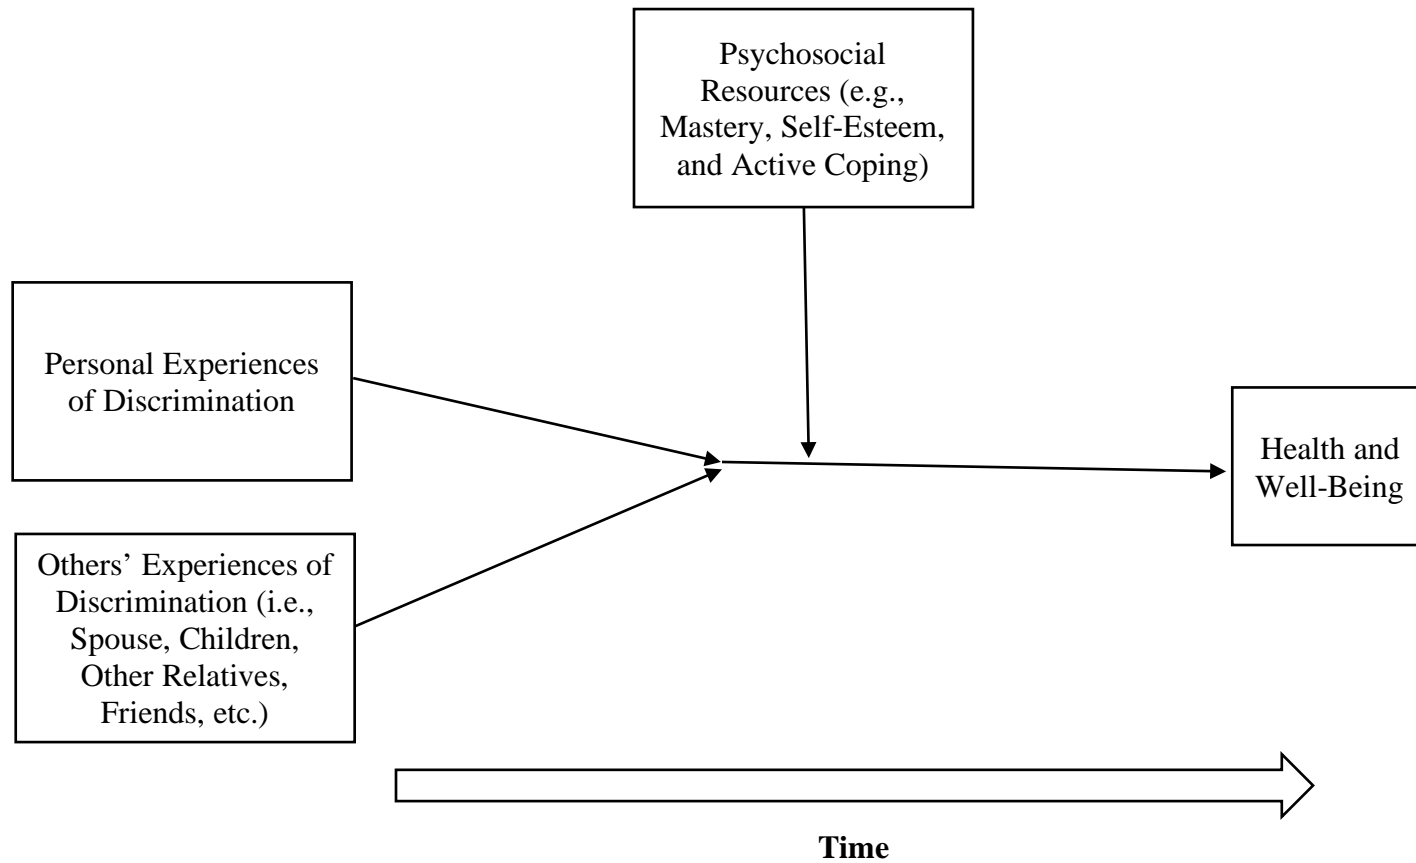 Psychosocial
Resources (e.g.,
Mastery, Self-Esteem,
and Active Coping)
Personal Experiences
of Discrimination
Others’ Experiences of
Discrimination (i.e.,
Spouse, Children,
Other Relatives,
Friends, etc.)
Health and
Well-Being
Time